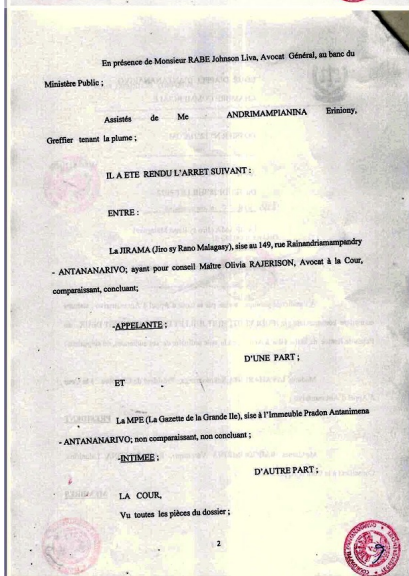 En présence de Monsieur RABE Johnson Liva, Avocat Général, au banc du
Ministère Public ;
Assistés de Me ANDRIMAMPIANINA Eriniony,
Greffier tenant la plume ;
IL A ETE RENDU L'ARRET SUIVANT :
ENTRE :
La JIRAMA (Jiro sy Rano Malagasy), sise au 149, rue Rainandriamampandry
- ANTANANARIVO; ayant pour conseil Maître Olivia RAJERISON, Avocat à la Cour,
comparaissant, concluant;
-APPELANTE ;
D'UNE PART ;
ET
La MPE (La Gazette de la Grande Ile), sise à l'Immeuble Pradon Antanimena
- ANTANANARIVO; non comparaissant, non concluant ;
-INTIMEE ;
D'AUTRE PART ;
LA COUR,
Vu toutes les pièces du dossier ;
2